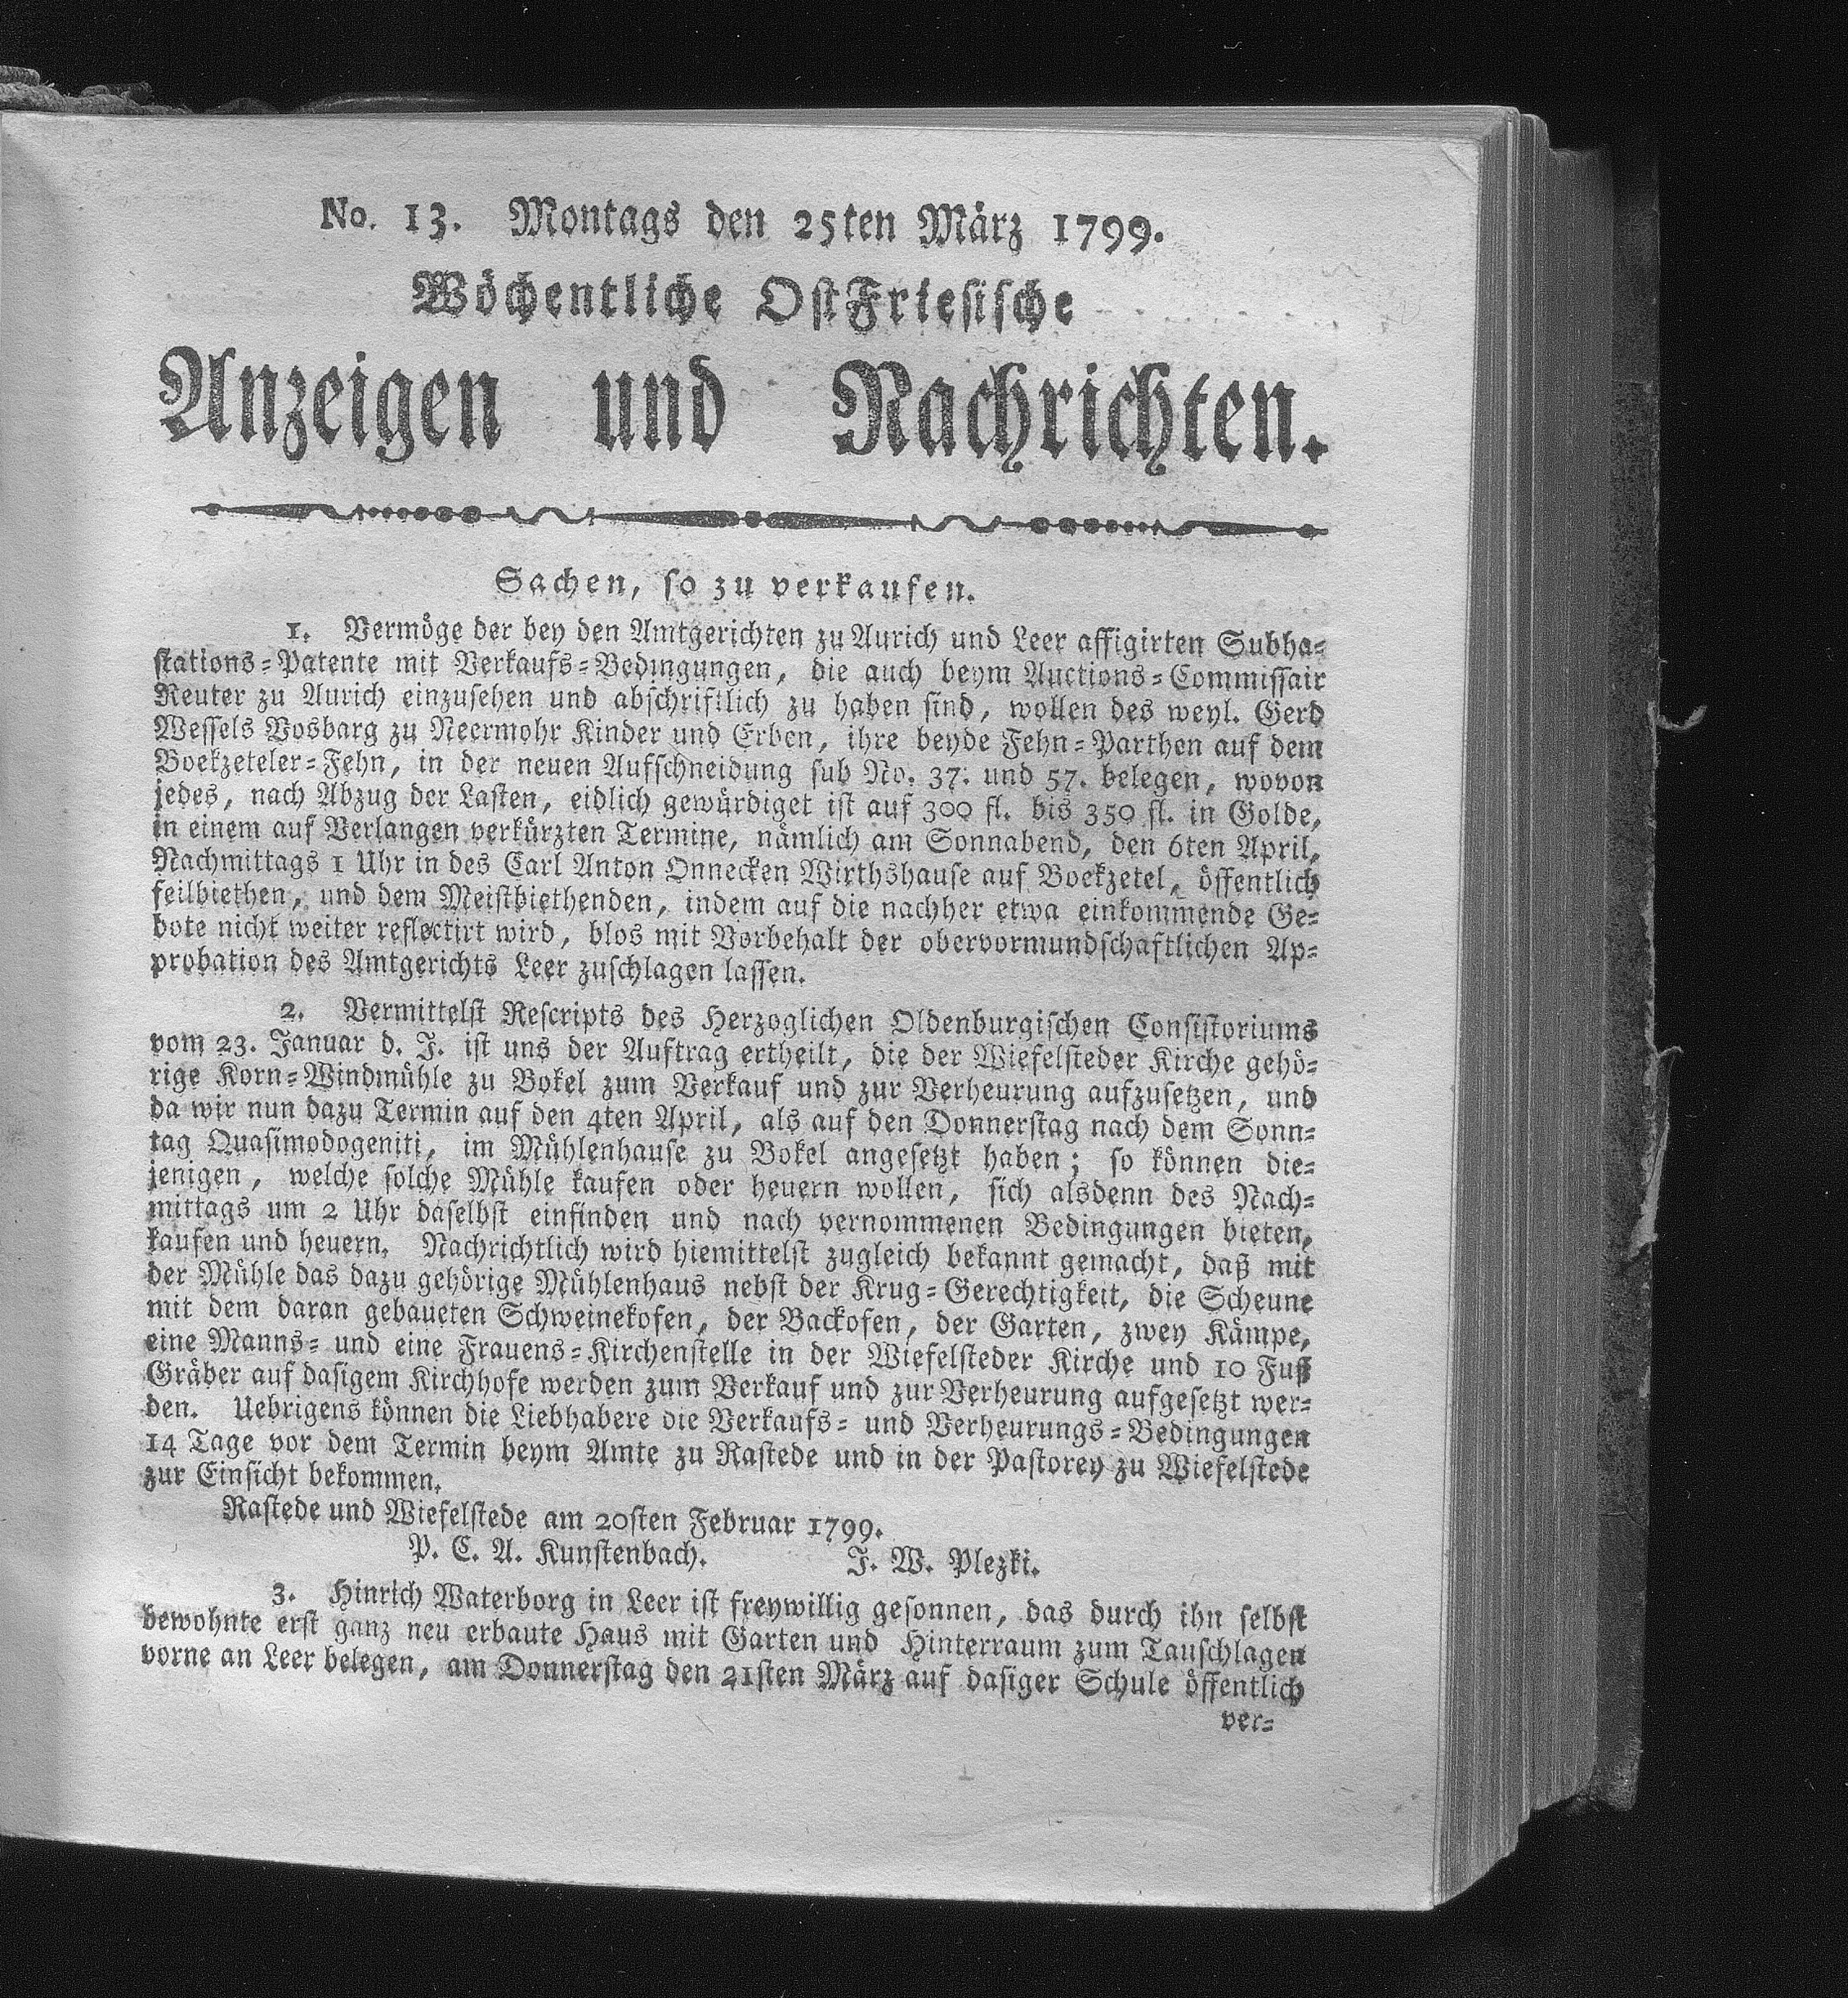 No. 13. Montags den 25ten März 1799.
Wöchentliche OstFriesische
Anzeigen und Nachrichten.
Sachen, so zu verkaufen.
1. Vermöge der bey den Amtgerichten zu Aurich und Leer affigirten Subha-
stations-Patente mit Verkaufs-Bedingungen, die auch beym Auctions-Commissair
Reuter zu Aurich einzusehen und abschriftlich zu haben sind, wollen des weyl. Gerd
Wessels Vosbarg zu Neermohr Kinder und Erben, ihre beyde Fehn-Parthen auf dem
Boekzeteler-Fehn, in der neuen Aufschneidung sub No. 37. und 57. belegen, wovon
jedes, nach Abzug der Lasten, eidlich gewürdiget ist auf 300 fl. bis 350 fl. in Golde,
in einem auf Verlangen verkürzten Termine, nämlich am Sonnabend, den 6ten April,
Nachmittags 1 Uhr in des Carl Anton Onnecken Wirthshause auf Boekzetel, öffentlich
feilbiethen, und dem Meistbiethenden, indem auf die nachher etwa einkommende Ge-
bote nicht weiter reflectirt wird, blos mit Vorbehalt der obervormundschaftlichen Ap-
probation des Amtgerichts Leer zuschlagen lassen.
2. Vermittelst Rescripts des Herzoglichen Oldenburgischen Consistoriums
vom 23. Januar d. J. ist uns der Auftrag ertheilt, die der Wiefelsteder Kirche gehö-
rige Korn-Windmühle zu Bokel zum Verkauf und zur Verheurung aufzusetzen, und
da wir nun dazu Termin auf den 4ten April, als auf den Donnerstag nach dem Sonn-
tag Quasimodogeniti, im Mühlenhause zu Bokel angesetzt haben; so können die-
jenigen, welche solche Mühle kaufen oder heuern wollen, sich alsdenn des Nach-
mittags um 2 Uhr daselbst einfinden und nach vernommenen Bedingungen bieten,
kaufen und heuern. Nachrichtlich wird hiemittelst zugleich bekannt gemacht, daß mit
der Mühle das dazu gehörige Mühlenhaus nebst der Krug-Gerechtigkeit, die Scheune
mit dem daran gebaueten Schweinekofen, der Backofen, der Garten, zwey Kämpe,
eine Manns- und eine Frauens-Kirchenstelle in der Wiefelsteder Kirche und 10 Fuß
Gräber auf dasigem Kirchhofe werden zum Verkauf und zur Verheurung aufgesetzt wer-
den. Uebrigens können die Liebhabere die Verkaufs- und Verheurungs-Bedingungen
14 Tage vor dem Termin beym Amte zu Rastede und in der Pastorey zu Wiefelstede
zur Einsicht bekommen.
Rastede und Wiefelstede am 20sten Februar 1799.
P. C. A. Kunstenbach. J. W. Plezki.
3. Hinrich Waterborg in Leer ist freywillig gesonnen, das durch ihn selbst
bewohnte erst ganz neu erbaute Haus mit Garten und Hinterraum zum Tauschlagen
vorne an Leer belegen, am Donnerstag den 21sten März auf dasiger Schule öffentlich
ver-